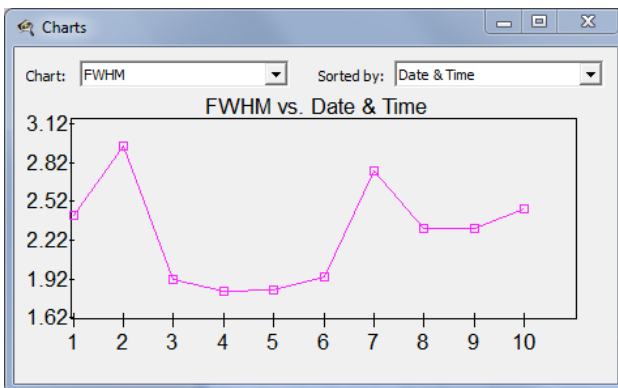 Charts
Chart: FWHM Sorted by: Date & Time
FWHM vs. Date & Time
3.12
2.82
2.52
2.22
1.92
1.62
1 2 3 4 5 6 7 8 9 10